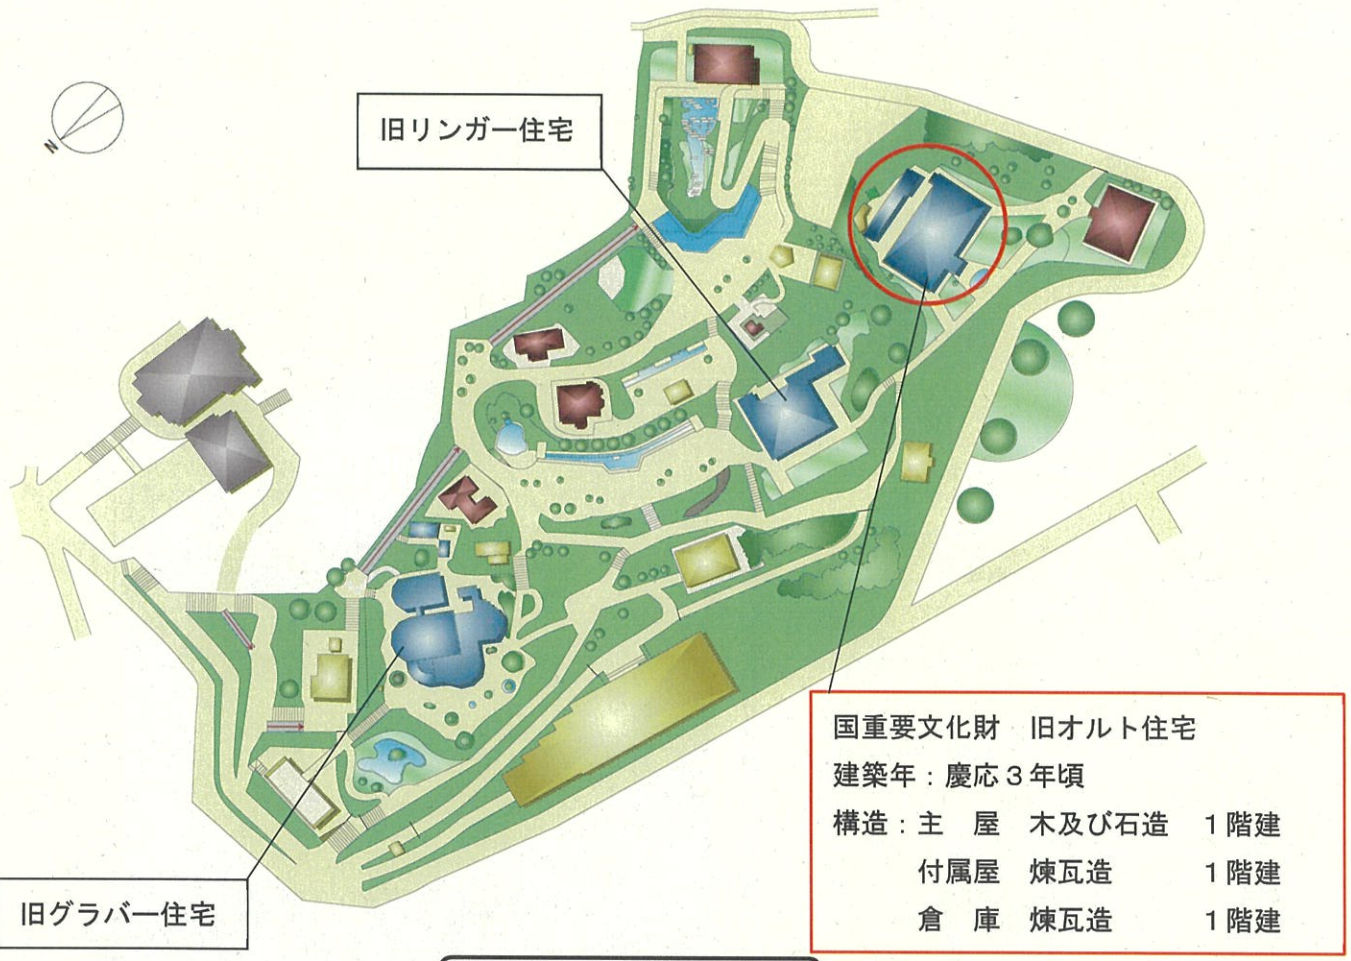 N
旧リンガー住宅
国重要文化財　旧オルト住宅
建築年：慶応３年頃
構造：主　屋　木及び石造　１階建
付属屋　煉瓦造　１階建
倉　庫　煉瓦造　１階建
旧グラバー住宅